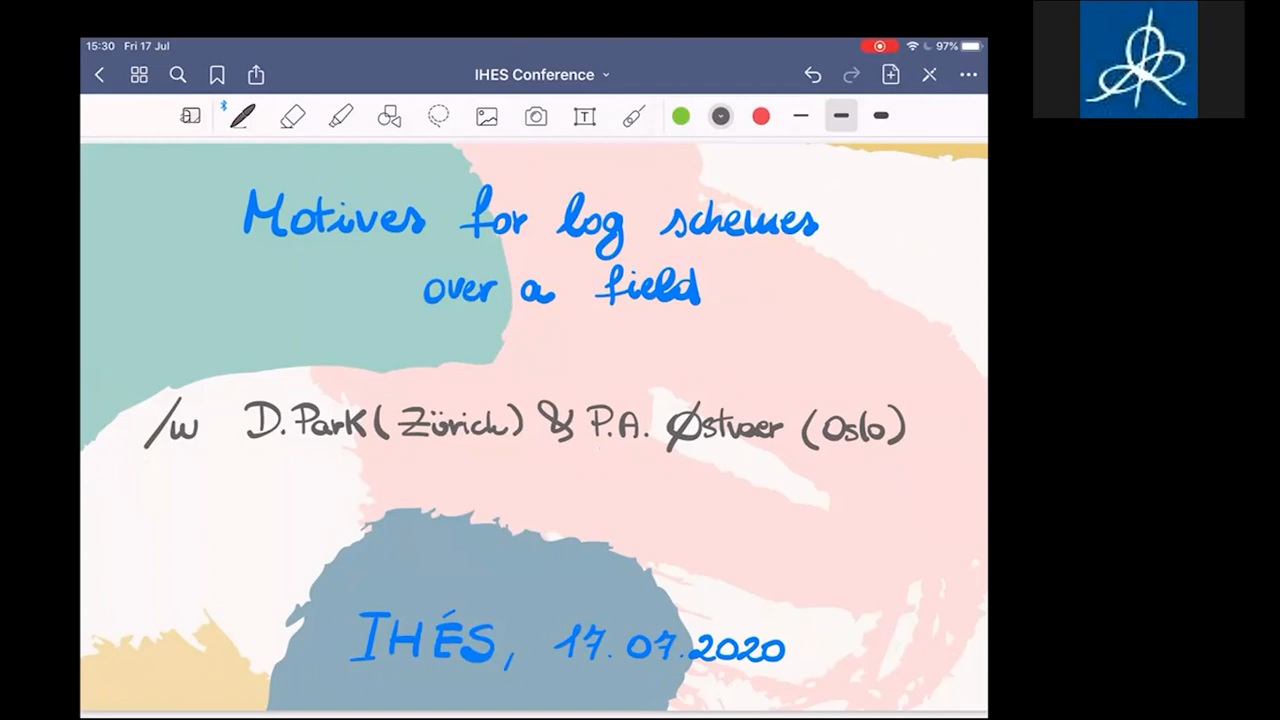 15:30 Fri 17 Jul
97%
IHES Conference
T
Motives for log schemes
over a field
/w D. Park (Zürich) & P.A. Østvaer (Oslo)
IHÉS, 17.07.2020